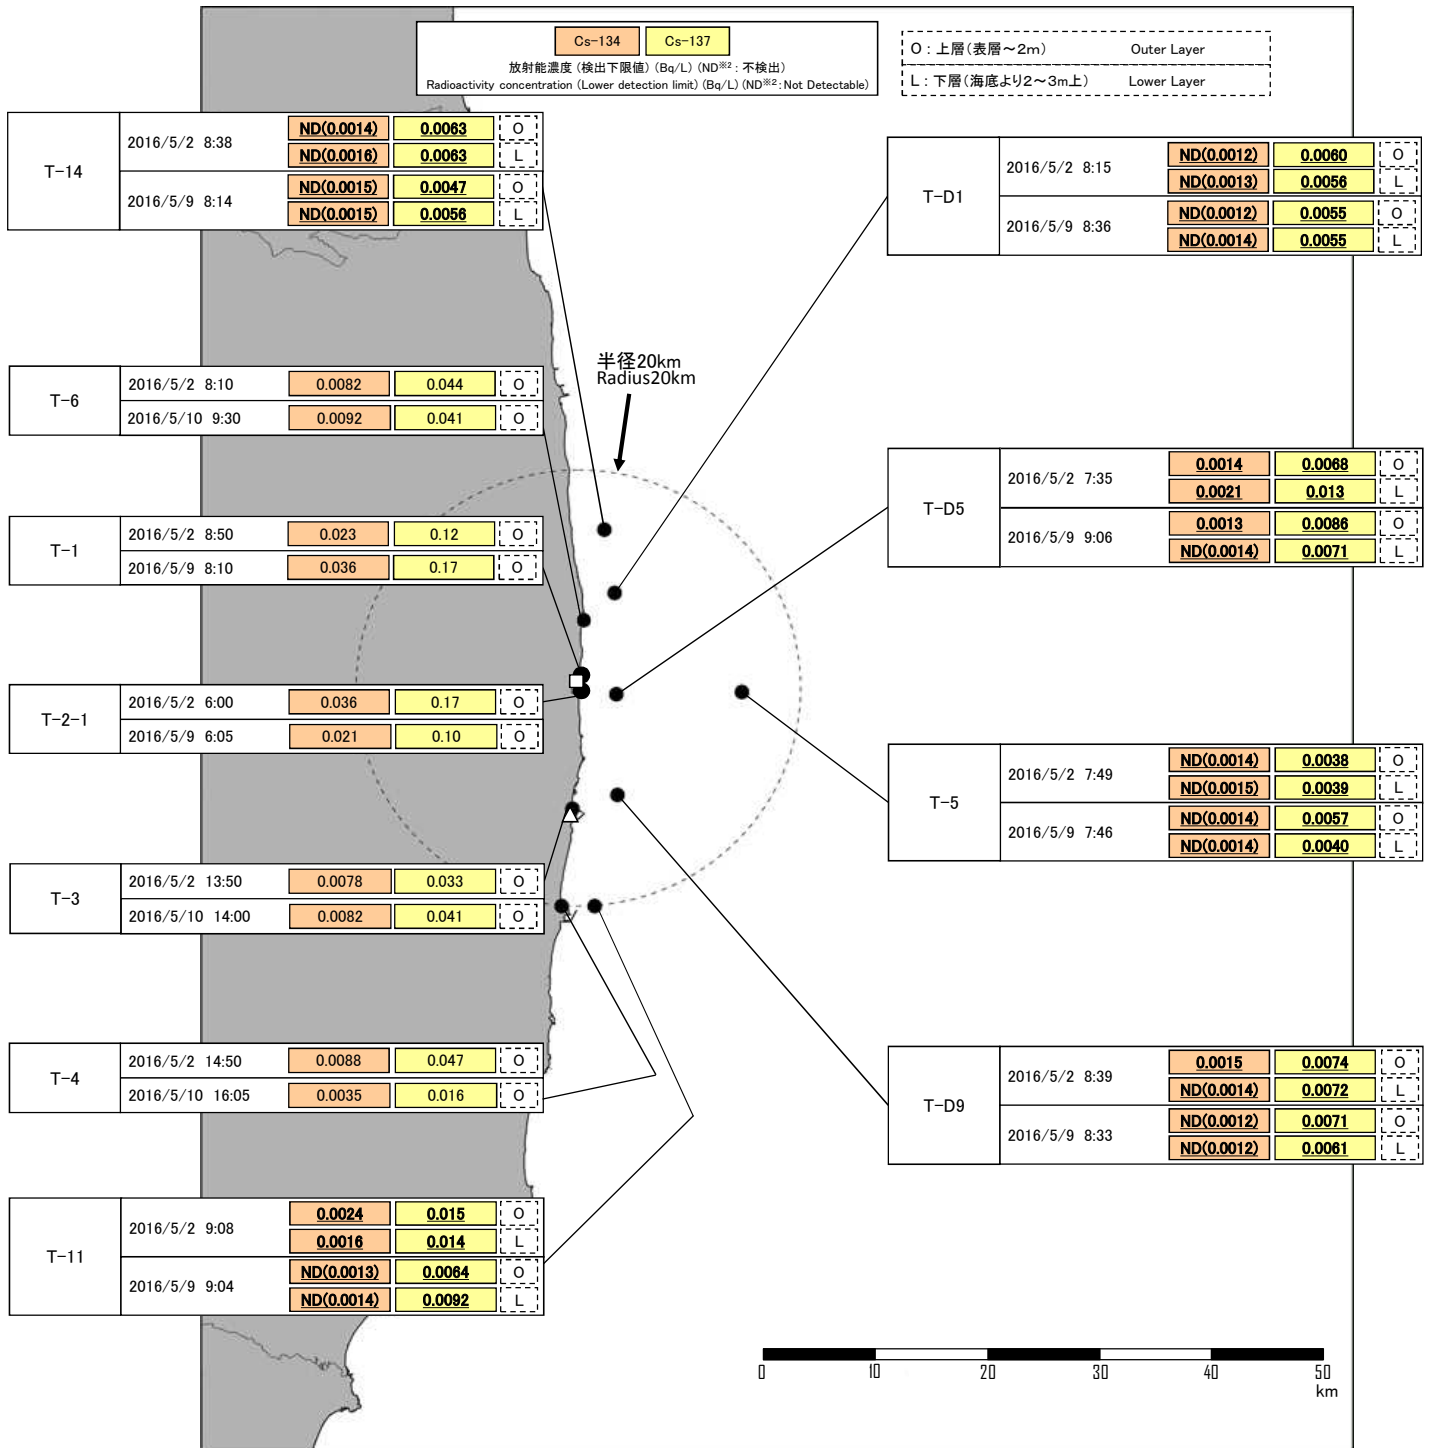 Cs-134 Cs-137
放射能濃度 (検出下限値) (Bq/L) (ND※2 : 不検出)
Radioactivity concentration (Lower detection limit) (Bq/L) (ND※2 : Not Detectable)
O : 上層(表層～2m) Outer Layer
L : 下層(海底より2～3m上) Lower Layer
T-14
2016/5/2 8:38
ND(0.0014) 0.0063 O
ND(0.0016) 0.0063 L
2016/5/9 8:14
ND(0.0015) 0.0047 O
ND(0.0015) 0.0056 L
T-D1
2016/5/2 8:15
ND(0.0012) 0.0060 O
ND(0.0013) 0.0056 L
2016/5/9 8:36
ND(0.0012) 0.0055 O
ND(0.0014) 0.0055 L
半径20km
Radius20km
T-6
2016/5/2 8:10 0.0082 0.044 O
2016/5/10 9:30 0.0092 0.041 O
T-D5
2016/5/2 7:35
0.0014 0.0068 O
0.0021 0.013 L
2016/5/9 9:06
0.0013 0.0086 O
ND(0.0014) 0.0071 L
T-1
2016/5/2 8:50 0.023 0.12 O
2016/5/9 8:10 0.036 0.17 O
T-2-1
2016/5/2 6:00 0.036 0.17 O
2016/5/9 6:05 0.021 0.10 O
T-5
2016/5/2 7:49
ND(0.0014) 0.0038 O
ND(0.0015) 0.0039 L
2016/5/9 7:46
ND(0.0014) 0.0057 O
ND(0.0014) 0.0040 L
T-3
2016/5/2 13:50 0.0078 0.033 O
2016/5/10 14:00 0.0082 0.041 O
T-4
2016/5/2 14:50 0.0088 0.047 O
2016/5/10 16:05 0.0035 0.016 O
T-D9
2016/5/2 8:39
0.0015 0.0074 O
ND(0.0014) 0.0072 L
2016/5/9 8:33
ND(0.0012) 0.0071 O
ND(0.0012) 0.0061 L
T-11
2016/5/2 9:08
0.0024 0.015 O
0.0016 0.014 L
2016/5/9 9:04
ND(0.0013) 0.0064 O
ND(0.0014) 0.0092 L
0 10 20 30 40 50
km